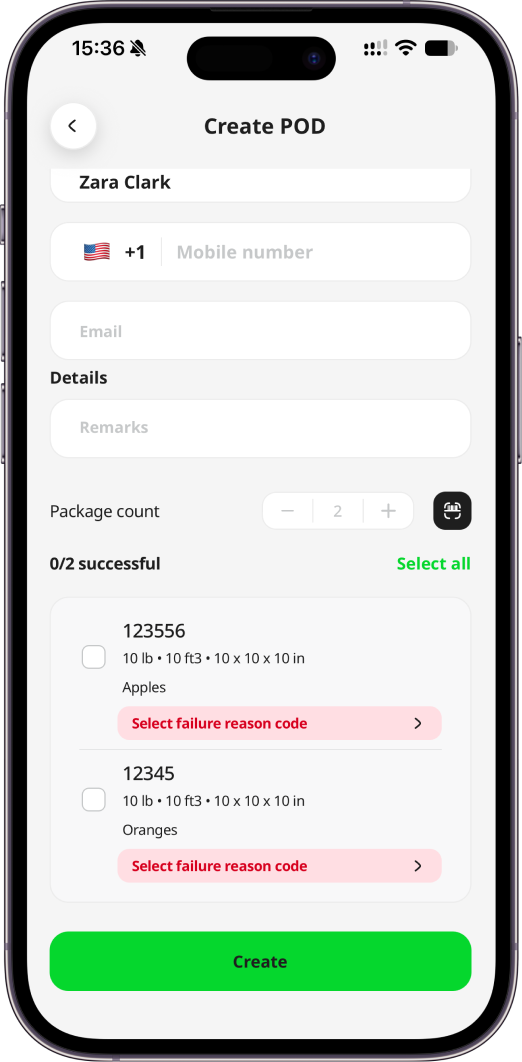 15:36
Create POD
Zara Clark
+1 Mobile number
Email
Details
Remarks
Package count 2
0/2 successful Select all
123556
10 lb • 10 ft3 • 10 x 10 x 10 in
Apples
Select failure reason code
12345
10 lb • 10 ft3 • 10 x 10 x 10 in
Oranges
Select failure reason code
Create